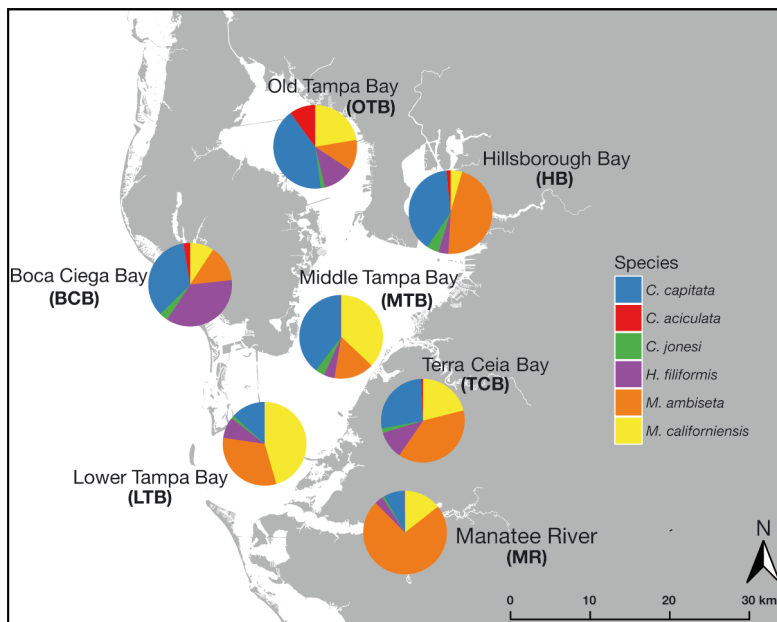 Old Tampa Bay
(OTB)
Hillsborough Bay
(HB)
Boca Ciega Bay
(BCB)
Middle Tampa Bay
(MTB)
Species
C. capitata
C. aciculata
C. jonesi
H. filiformis
M. ambiseta
M. californiensis
Terra Ceia Bay
(TCB)
Lower Tampa Bay
(LTB)
Manatee River
(MR)
N
0 10 20 30 km